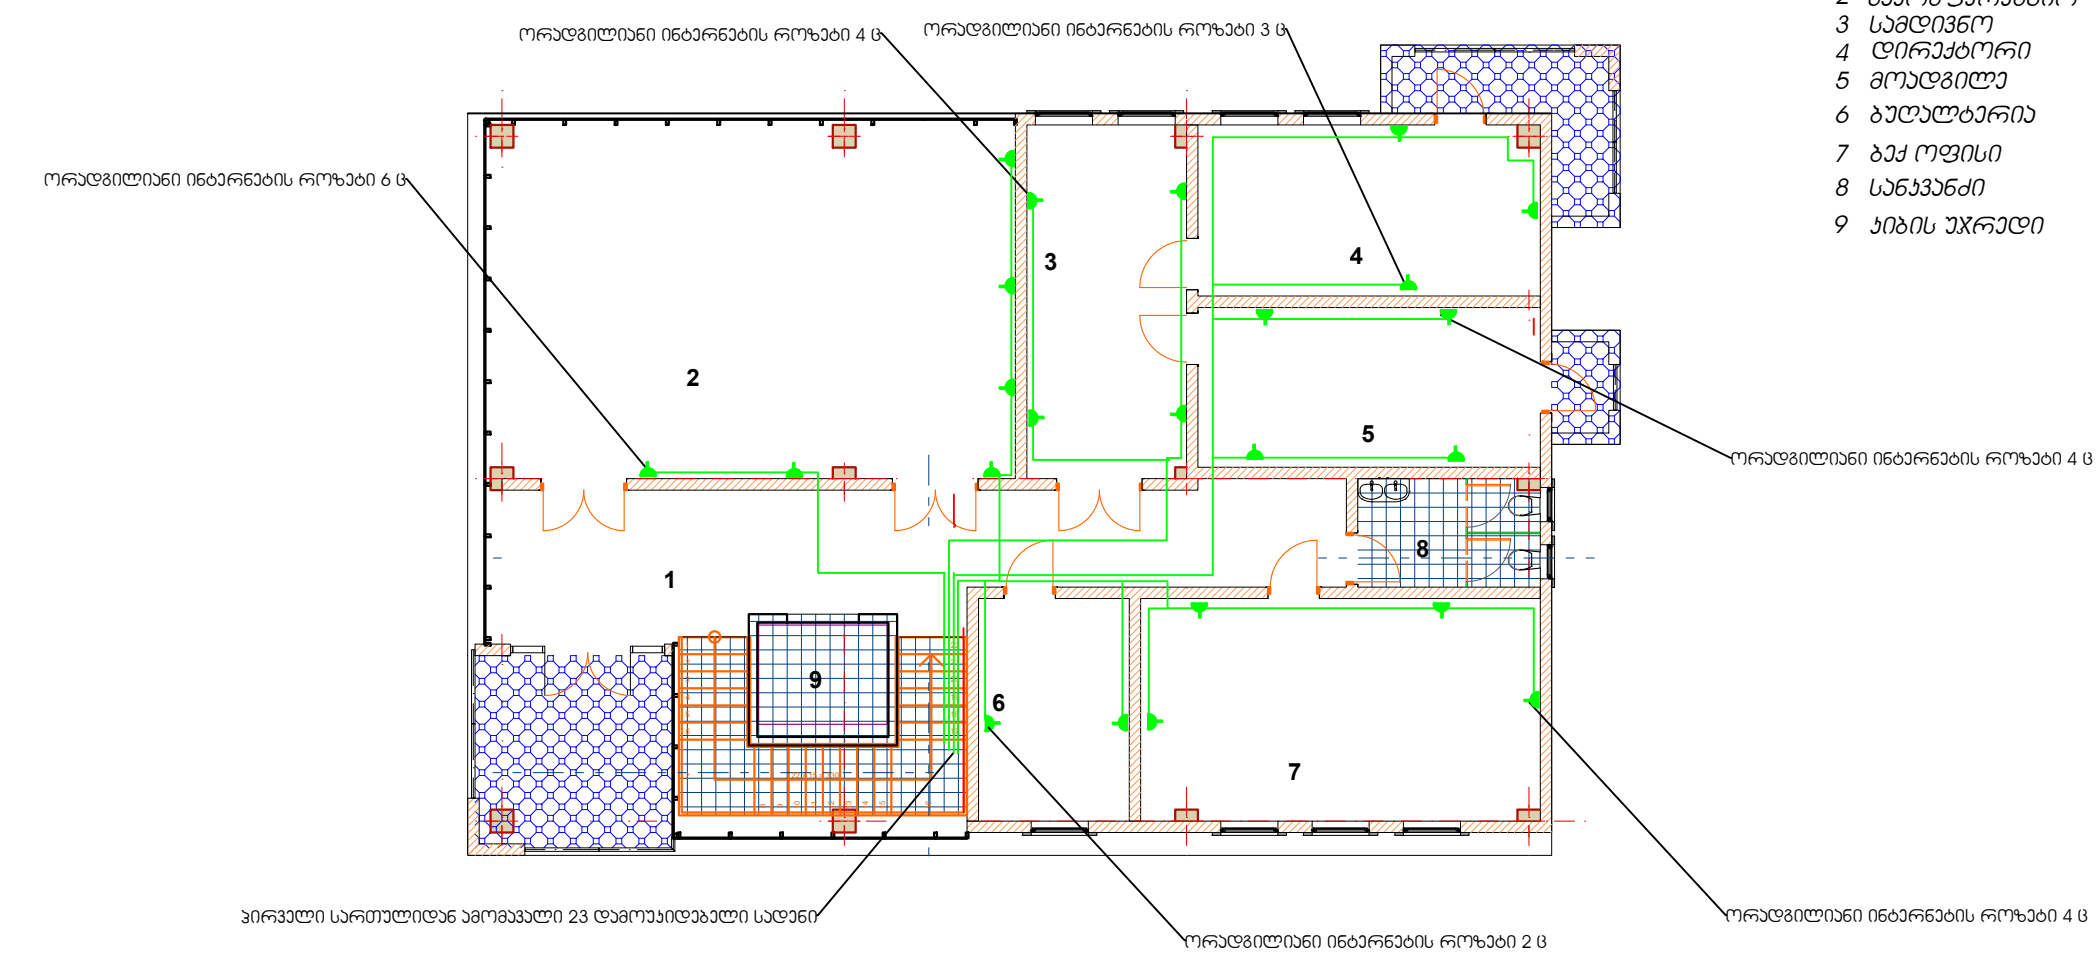 ორადგილიანი ინტერნეტის როზეტი 4 ც
ორადგილიანი ინტერნეტის როზეტი 3 ც
3 სამდივნო
4 დირექტორი
5 მოადგილე
6 ბუღალტერია
7 ბექ ოფისი
8 სანკვანძი
9 კიბის უჯრედი
ორადგილიანი ინტერნეტის როზეტი 6 ც
3
4
2
5
ორადგილიანი ინტერნეტის როზეტი 4 ც
8
1
9
6
7
პირველი სართულიდან ამომავალი 23 დამოუკიდებელი სადენი
ორადგილიანი ინტერნეტის როზეტი 4 ც
ორადგილიანი ინტერნეტის როზეტი 2 ც